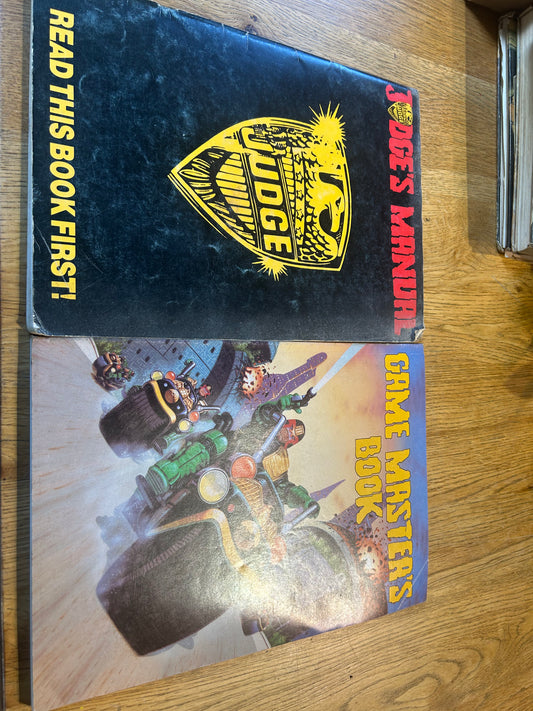 JUDGE'S MANUAL
JUDGE
READ THIS BOOK FIRST!
GAME MASTER'S
BOOK